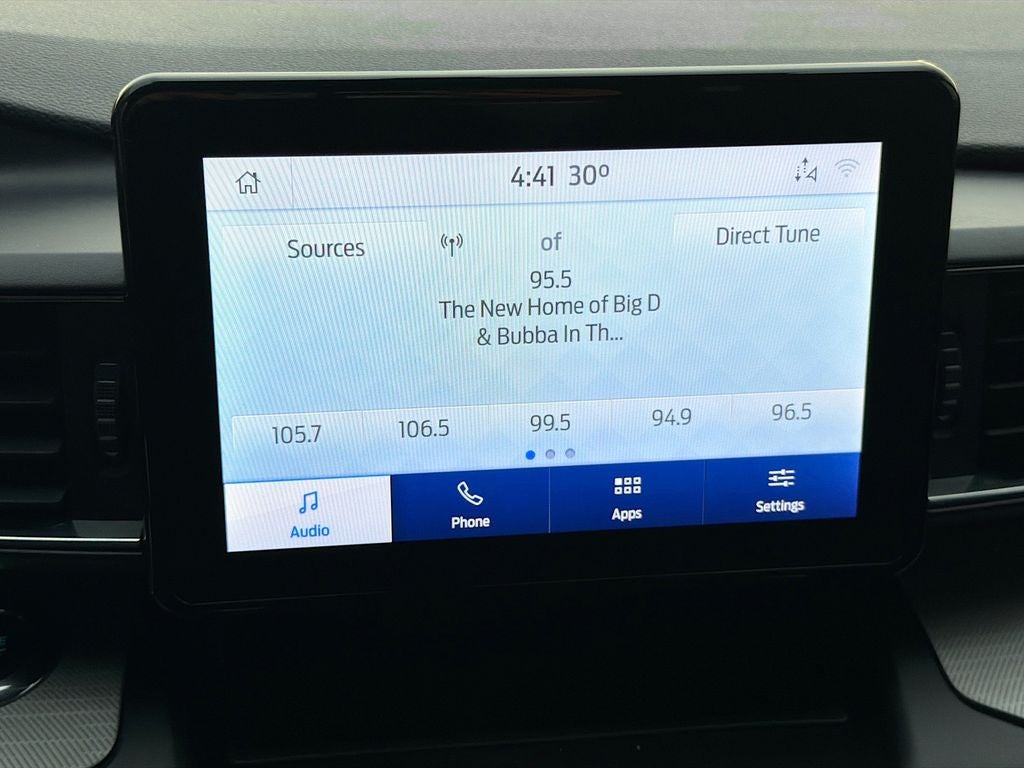 4:41 30°
Sources
of
Direct Tune
95.5
The New Home of Big D
& Bubba In Th...
105.7 106.5 99.5 94.9 96.5
Audio Phone Apps Settings